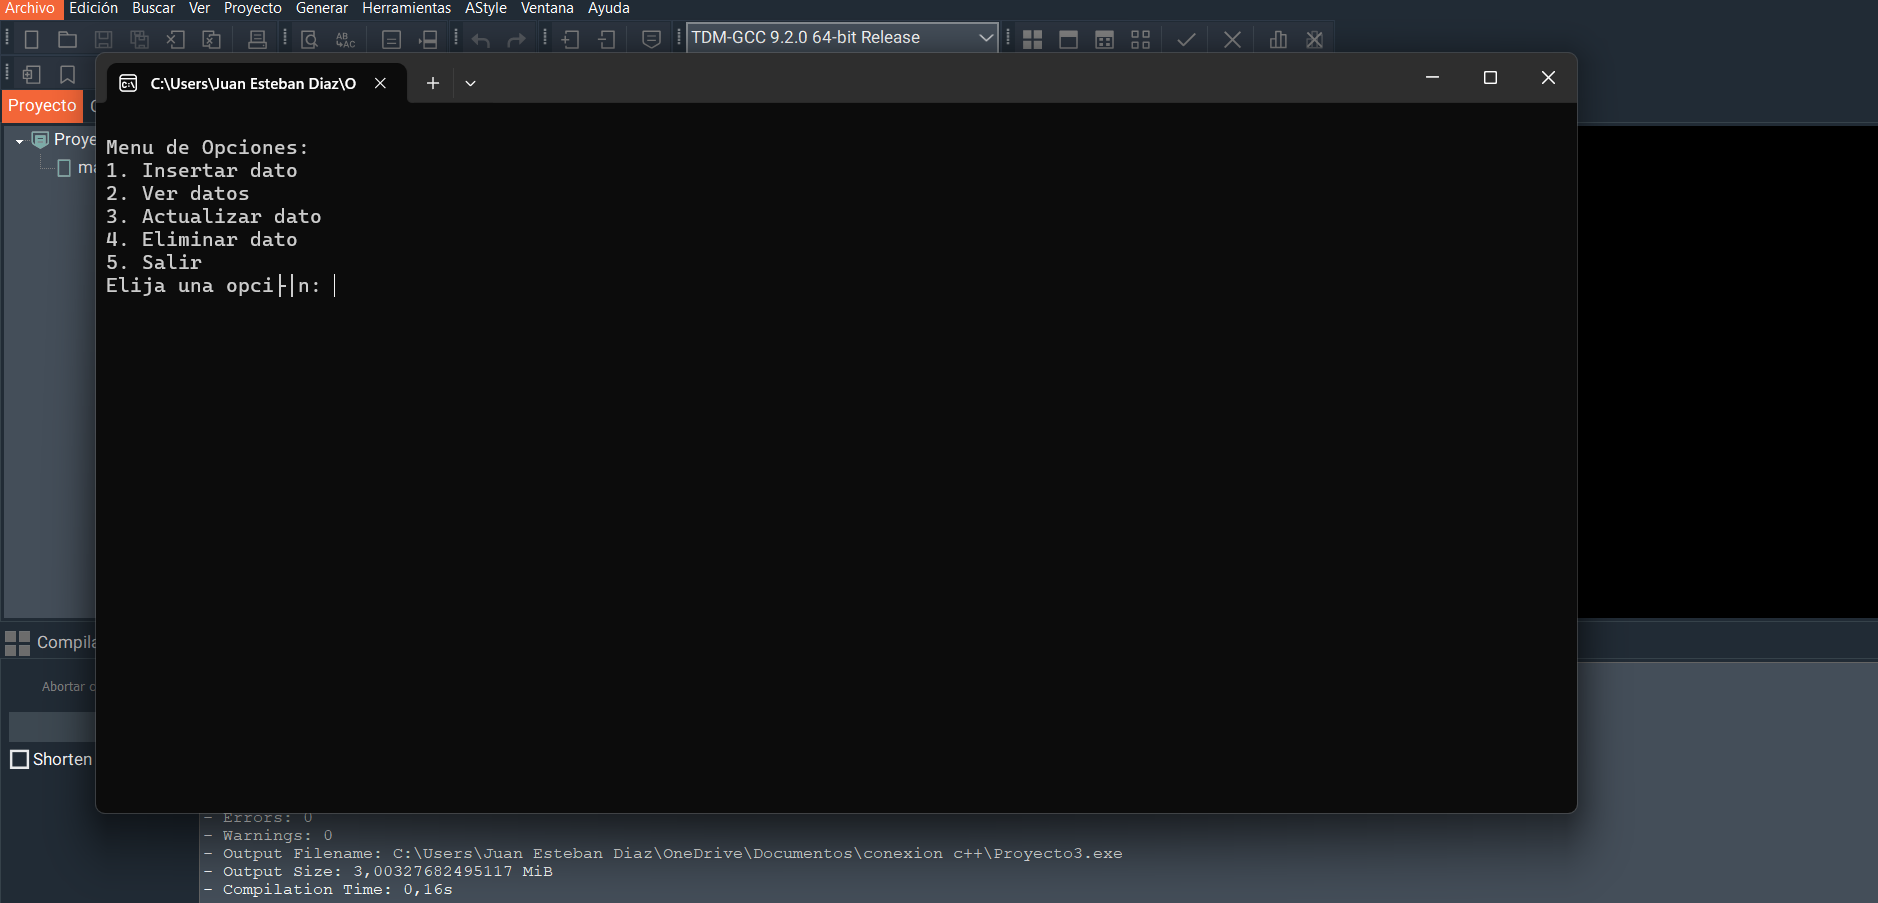 Archivo Edición Buscar Ver Proyecto Generar Herramientas AStyle Ventana Ayuda
TDM-GCC 9.2.0 64-bit Release
C:\Users\Juan Esteban Diaz\O
Proyecto
Proye
ma
Menu de Opciones:
1. Insertar dato
2. Ver datos
3. Actualizar dato
4. Eliminar dato
5. Salir
Elija una opci├│n:
Compila
Abortar c
Shorten
- Errors: 0
- Warnings: 0
- Output Filename: C:\Users\Juan Esteban Diaz\OneDrive\Documentos\conexion c++\Proyecto3.exe
- Output Size: 3,00327682495117 MiB
- Compilation Time: 0,16s